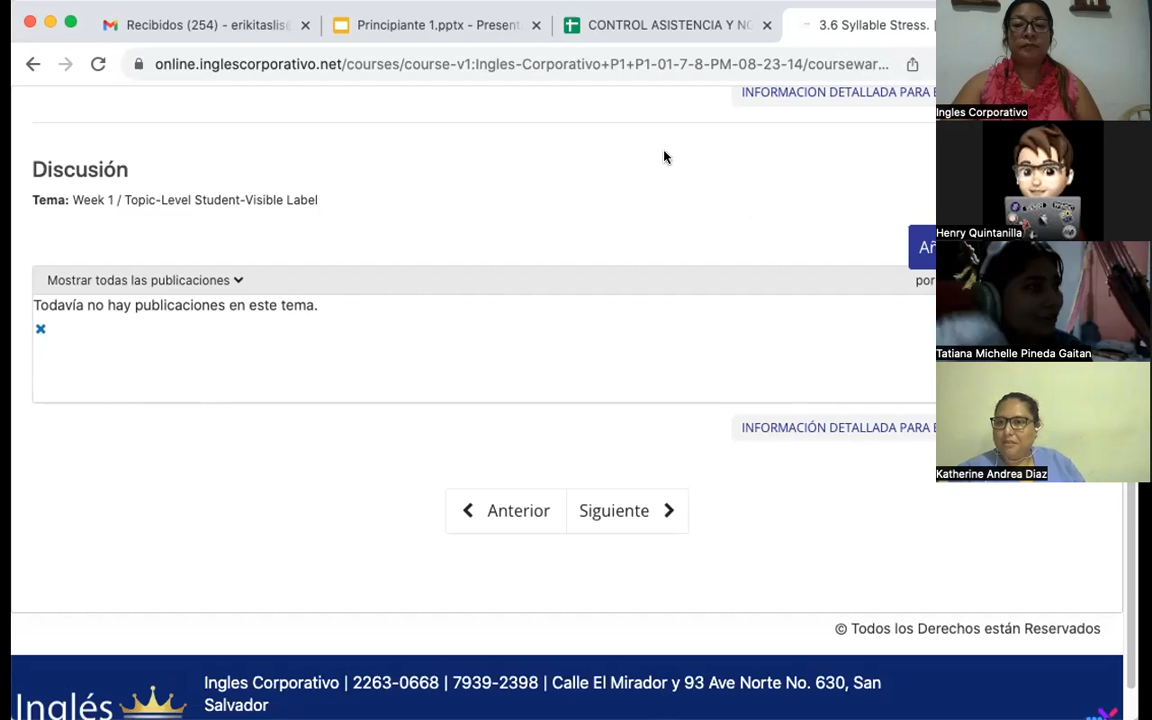 Recibidos (254) - erikitaslis
Principiante 1.pptx - Present
CONTROL ASISTENCIA Y NO
3.6 Syllable Stress.
online.inglescorporativo.net/courses/course-v1:Ingles-Corporativo+P1+P1-01-7-8-PM-08-23-14/coursewar...
INFORMACIÓN DETALLADA PARA E
Ingles Corporativo
Discusión
Tema: Week 1 / Topic-Level Student-Visible Label
Henry Quintanilla
Añ
Mostrar todas las publicaciones
por
Todavía no hay publicaciones en este tema.
Tatiana Michelle Pineda Gaitan
INFORMACIÓN DETALLADA PARA E
Katherine Andrea Diaz
Anterior
Siguiente
© Todos los Derechos están Reservados
Inglés
Ingles Corporativo | 2263-0668 | 7939-2398 | Calle El Mirador y 93 Ave Norte No. 630, San
Salvador